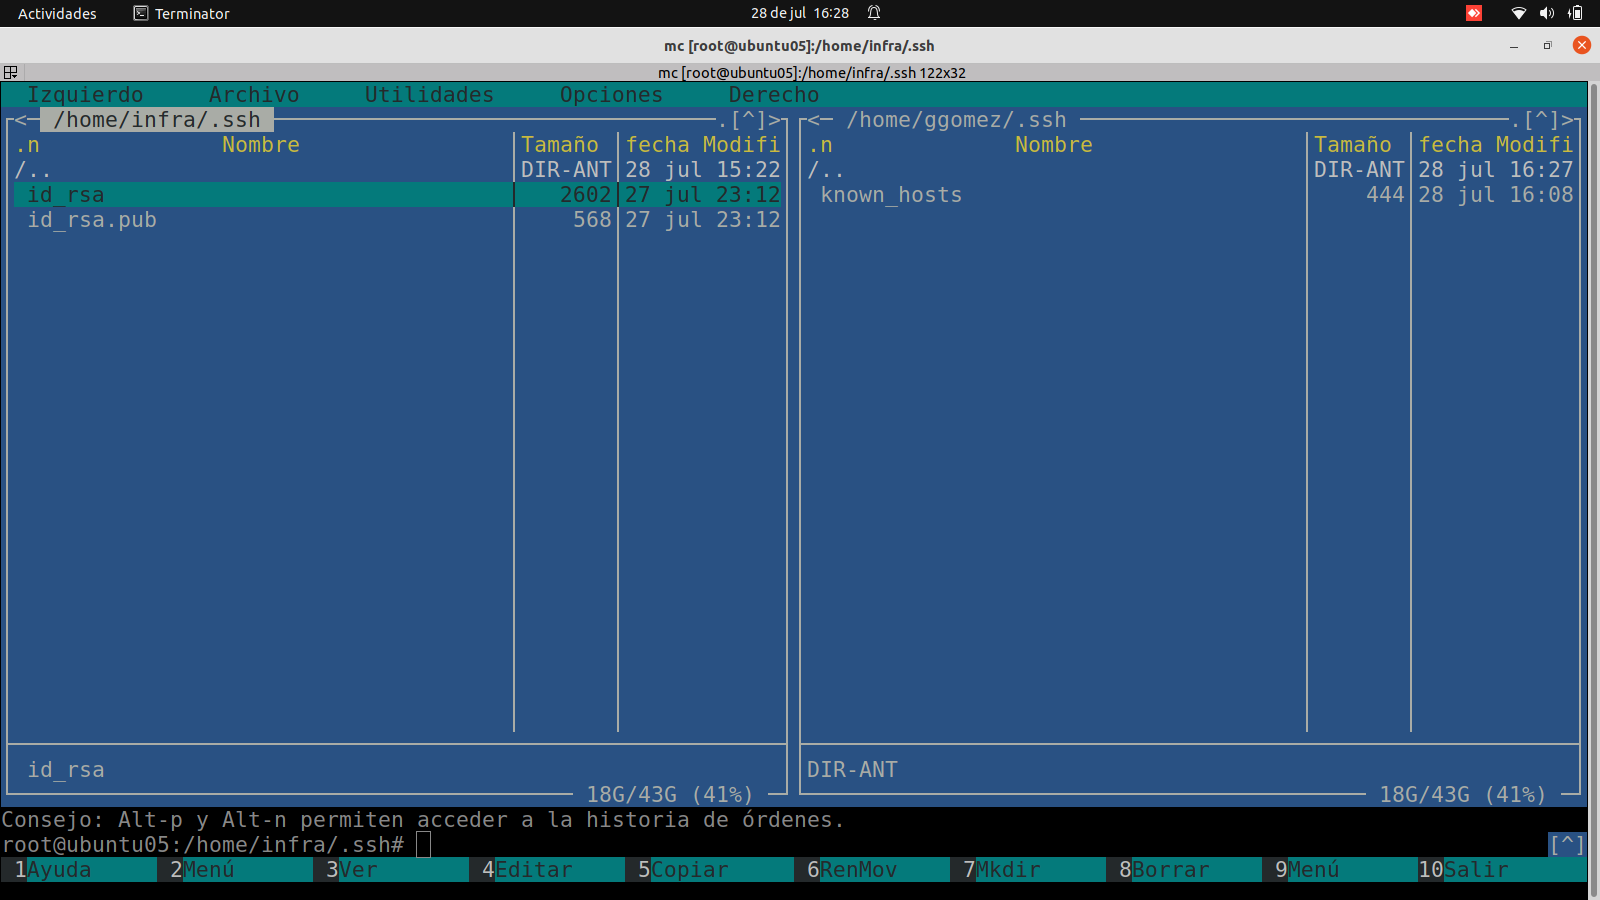 Actividades Terminator 28 de jul 16:28
mc [root@ubuntu05]:/home/infra/.ssh
mc [root@ubuntu05]:/home/infra/.ssh 122x32
Izquierdo Archivo Utilidades Opciones Derecho
<─ /home/infra/.ssh ─.[^]> <─ /home/ggomez/.ssh ─.[^]>
.n Nombre Tamaño fecha Modifi .n Nombre Tamaño fecha Modifi
/.. DIR-ANT 28 jul 15:22 /.. DIR-ANT 28 jul 16:27
id_rsa 2602 27 jul 23:12 known_hosts 444 28 jul 16:08
id_rsa.pub 568 27 jul 23:12
id_rsa DIR-ANT
18G/43G (41%) 18G/43G (41%)
Consejo: Alt-p y Alt-n permiten acceder a la historia de órdenes.
root@ubuntu05:/home/infra/.ssh# [^]
1Ayuda 2Menú 3Ver 4Editar 5Copiar 6RenMov 7Mkdir 8Borrar 9Menú 10Salir